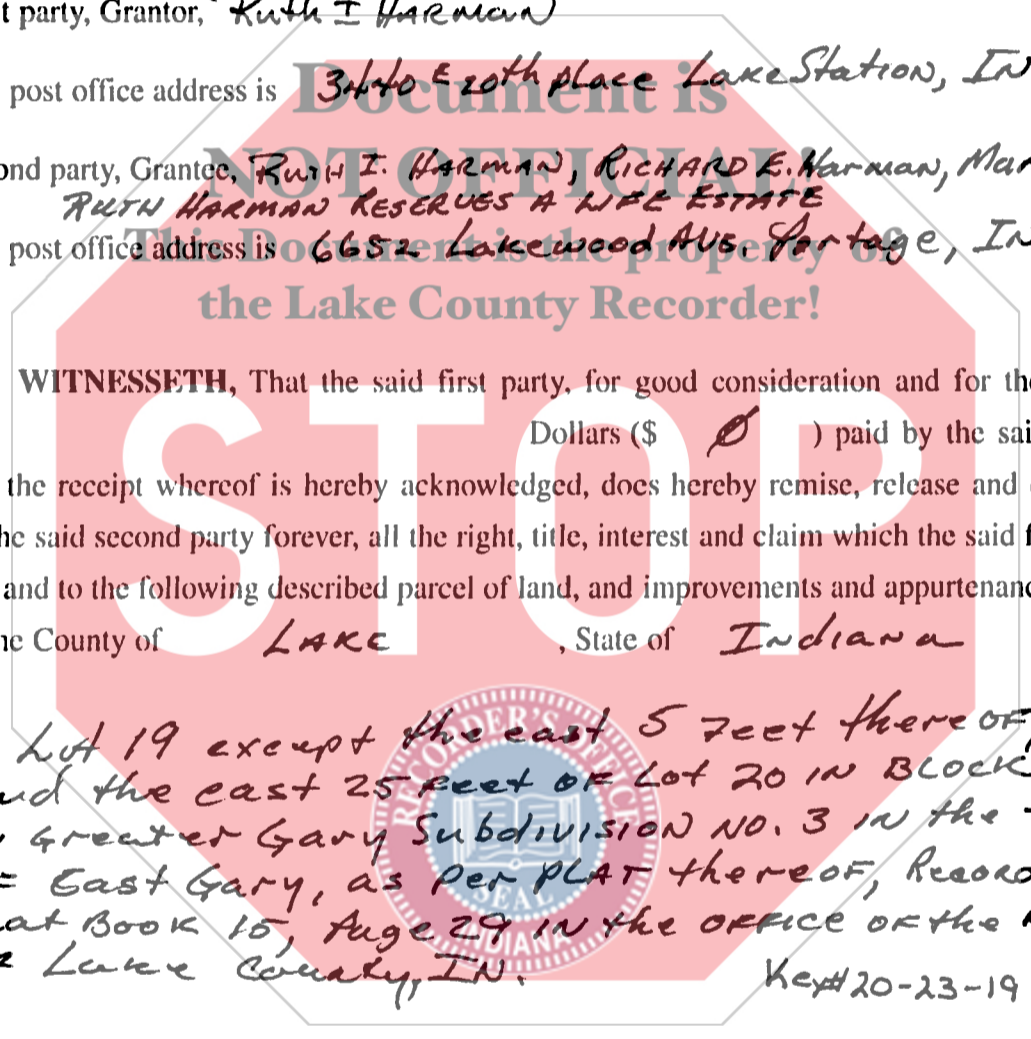 t party, Grantor, Ruth I HARMAN
post office address is 3440 E 20th place Lake Station, IN
Document is
ond party, Grantee, RUTH I. HARMAN, RICHARD E. Harman, Mar
NOT OFFICIAL!
RUTH HARMAN RESERVES A LIFE ESTATE
post office address is 6652 Lakewood AVE. Portage, IN
This Document is the property of
the Lake County Recorder!
WITNESSETH, That the said first party, for good consideration and for the
Dollars ($ Ø ) paid by the sai
the receipt whereof is hereby acknowledged, does hereby remise, release and
he said second party forever, all the right, title, interest and claim which the said f
and to the following described parcel of land, and improvements and appurtenanc
STOP
he County of LAKE , State of Indiana
Lot 19 except the east 5 Feet thereof,
nd the east 25 Feet OF Lot 20 IN BLOCK
Greater Gary Subdivision NO. 3 in the
East Gary, as per PLAT thereof, Record
at Book 15, Page 29 IN the office of the
Lake County, IN.
Key# 20-23-19
RECORDER'S OFFICE
SEAL
INDIANA